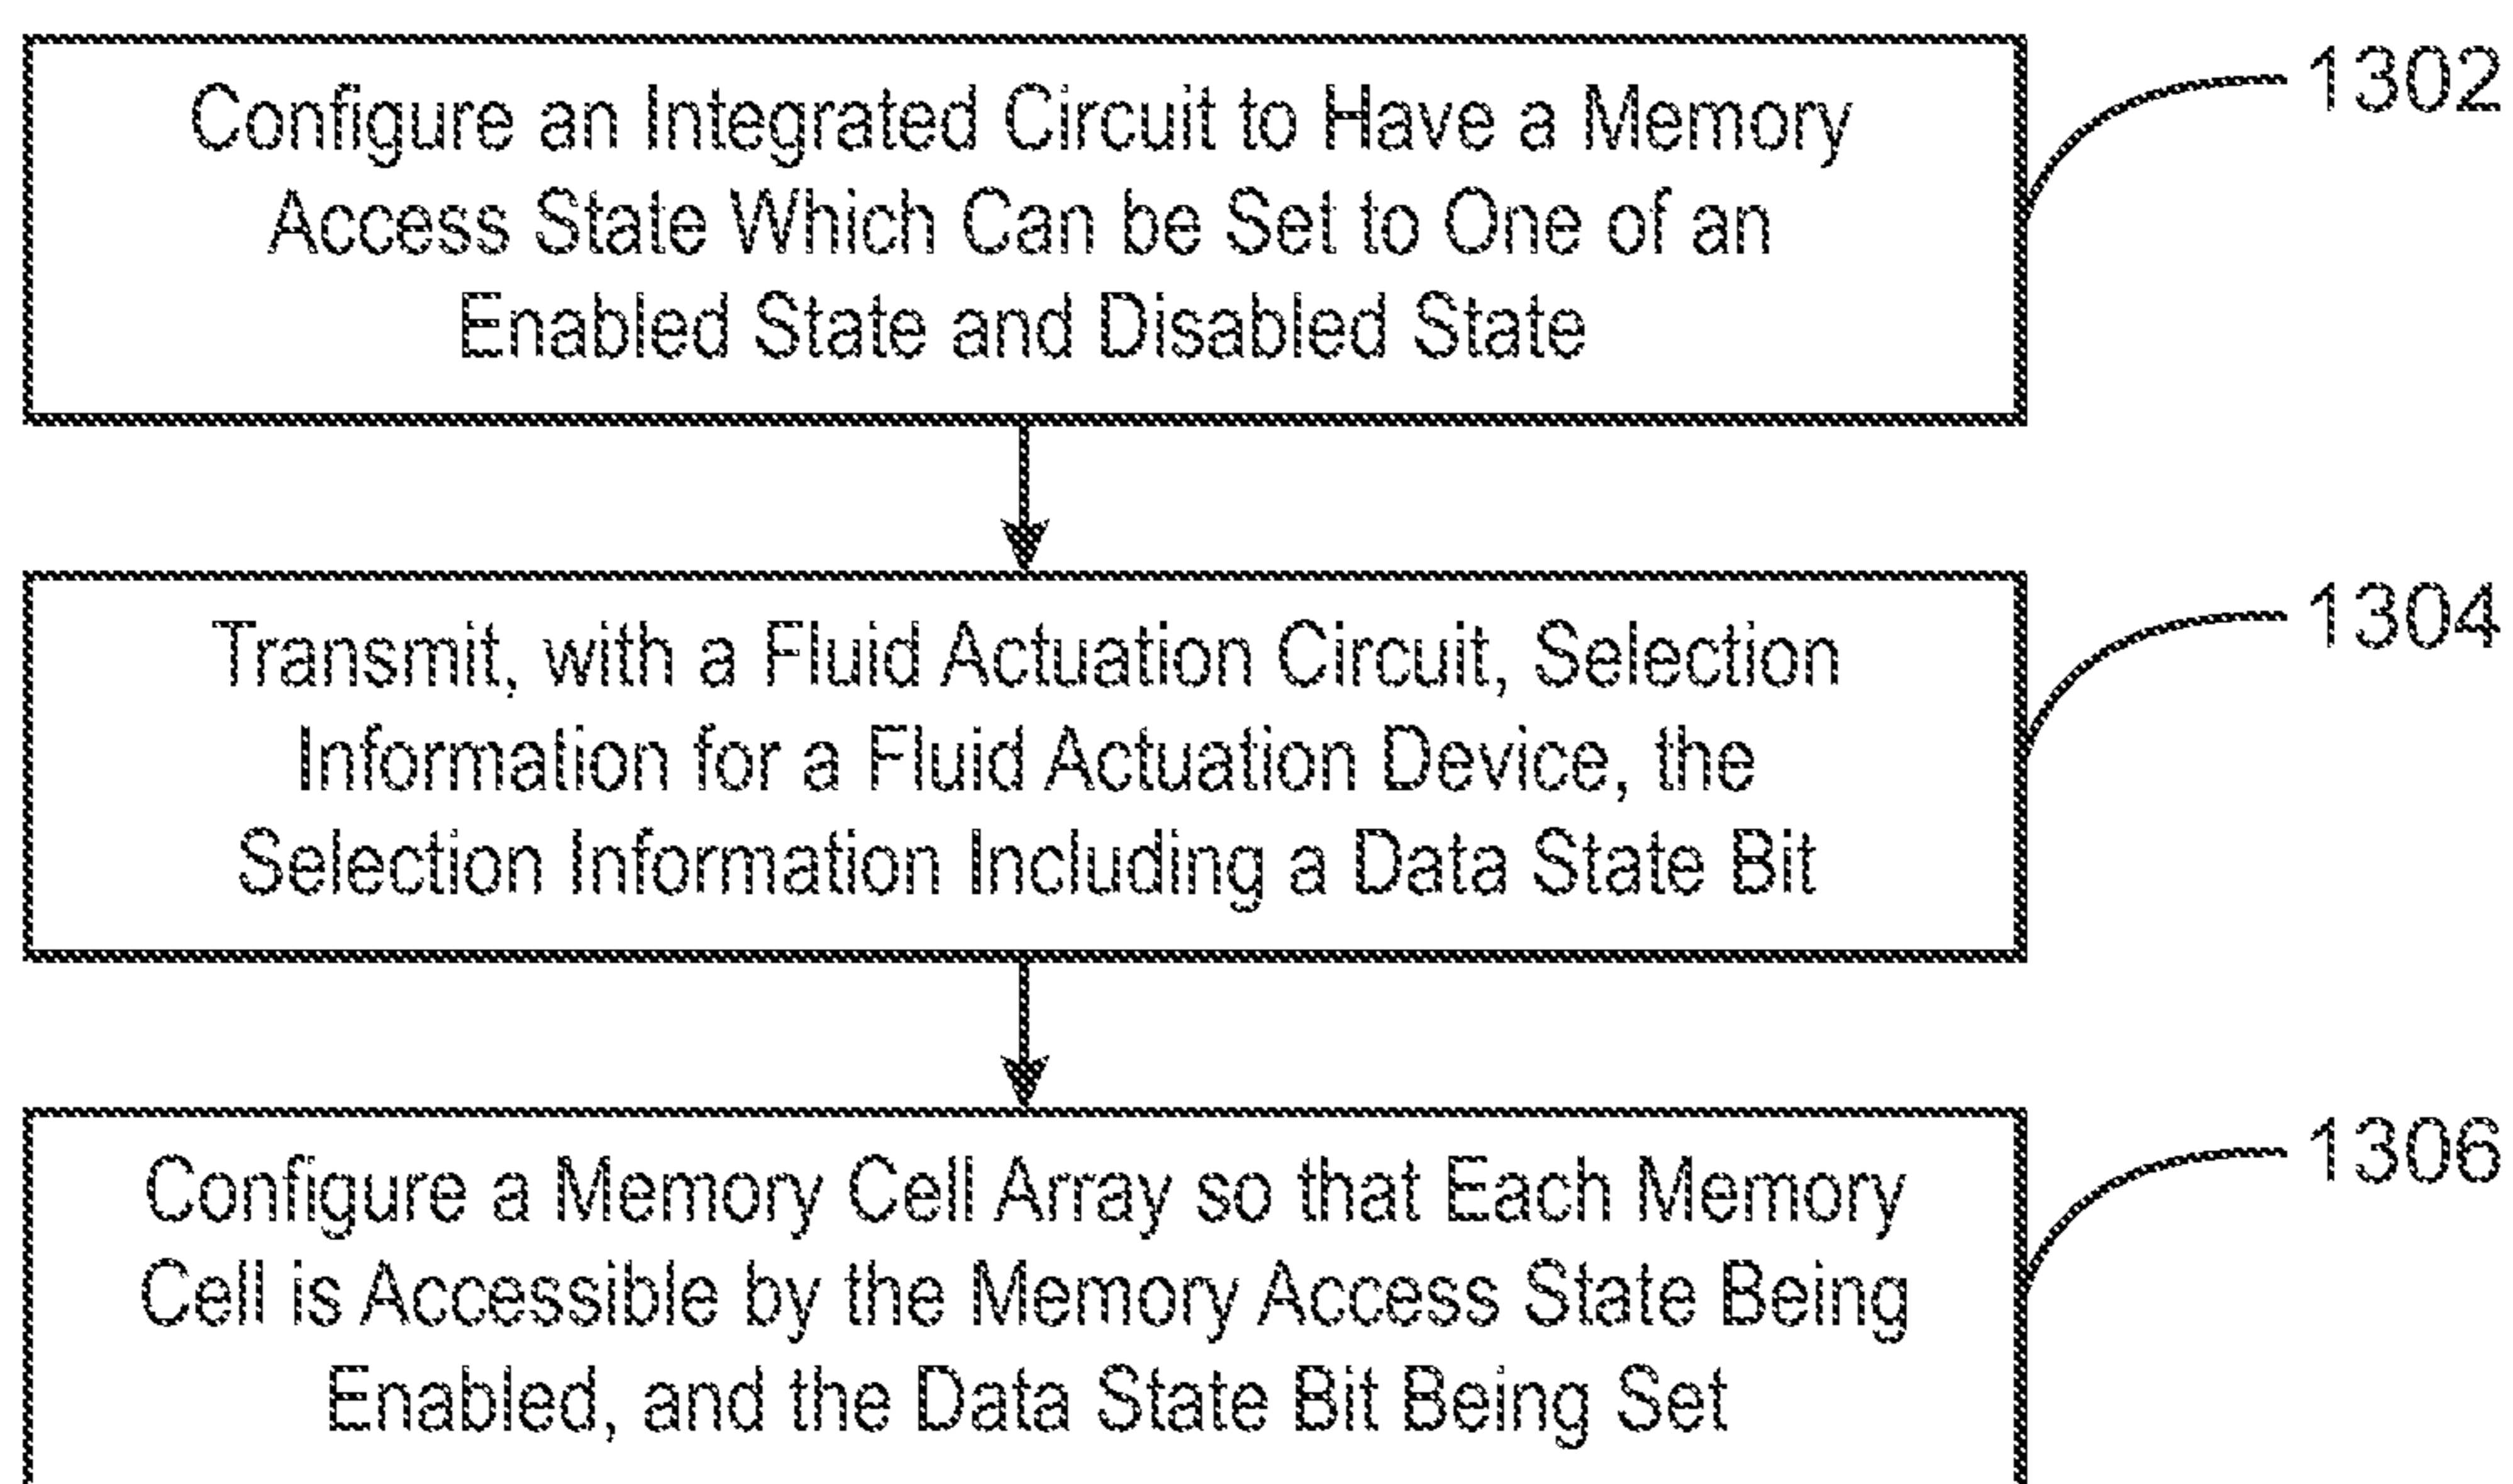 Configure an Integrated Circuit to Have a Memory
Access State Which Can be Set to One of an
Enabled State and Disabled State
1302
Transmit, with a Fluid Actuation Circuit, Selection
Information for a Fluid Actuation Device, the
Selection Information Including a Data State Bit
1304
Configure a Memory Cell Array so that Each Memory
Cell is Accessible by the Memory Access State Being
Enabled, and the Data State Bit Being Set
1306